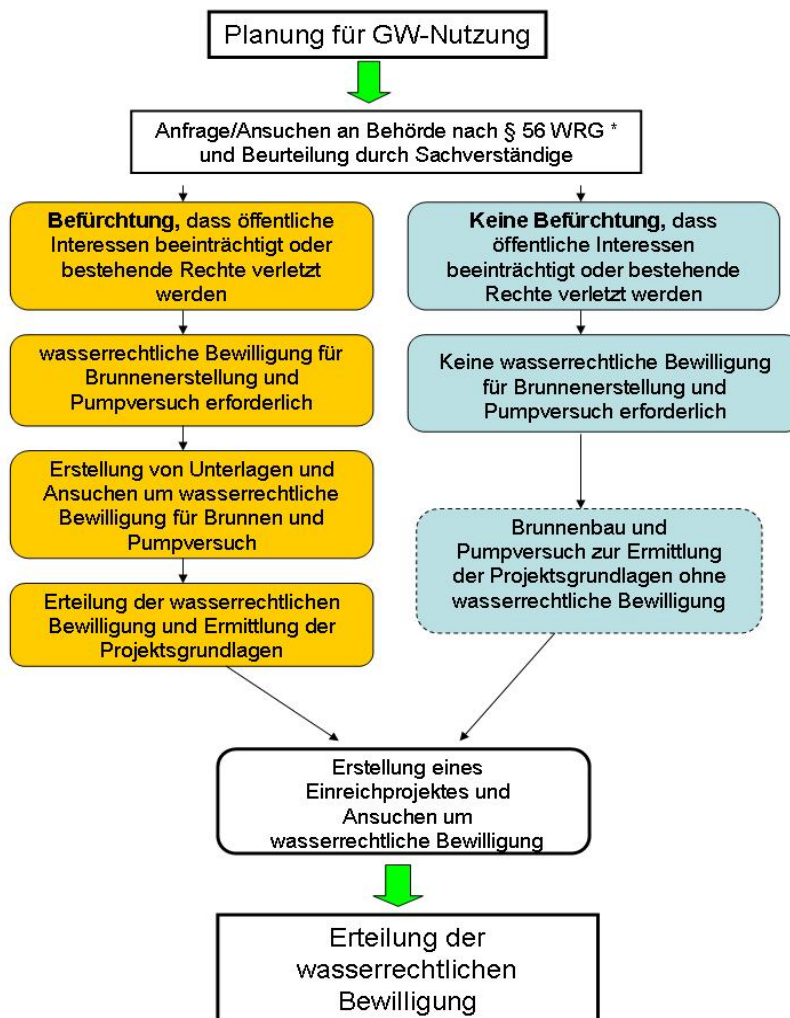 Planung für GW-Nutzung
Anfrage/Ansuchen an Behörde nach § 56 WRG *
und Beurteilung durch Sachverständige
Befürchtung, dass öffentliche
Interessen beeinträchtigt oder
bestehende Rechte verletzt
werden
wasserrechtliche Bewilligung für
Brunnenerstellung und
Pumpversuch erforderlich
Erstellung von Unterlagen und
Ansuchen um wasserrechtliche
Bewilligung für Brunnen und
Pumpversuch
Erteilung der wasserrechtlichen
Bewilligung und Ermittlung der
Projektsgrundlagen
Keine Befürchtung, dass
öffentliche Interessen
beeinträchtigt oder bestehende
Rechte verletzt werden
Keine wasserrechtliche Bewilligung
für Brunnenerstellung und
Pumpversuch erforderlich
Brunnenbau und
Pumpversuch zur Ermittlung
der Projektsgrundlagen ohne
wasserrechtliche Bewilligung
Erstellung eines
Einreichprojektes und
Ansuchen um
wasserrechtliche Bewilligung
Erteilung der
wasserrechtlichen
Bewilligung